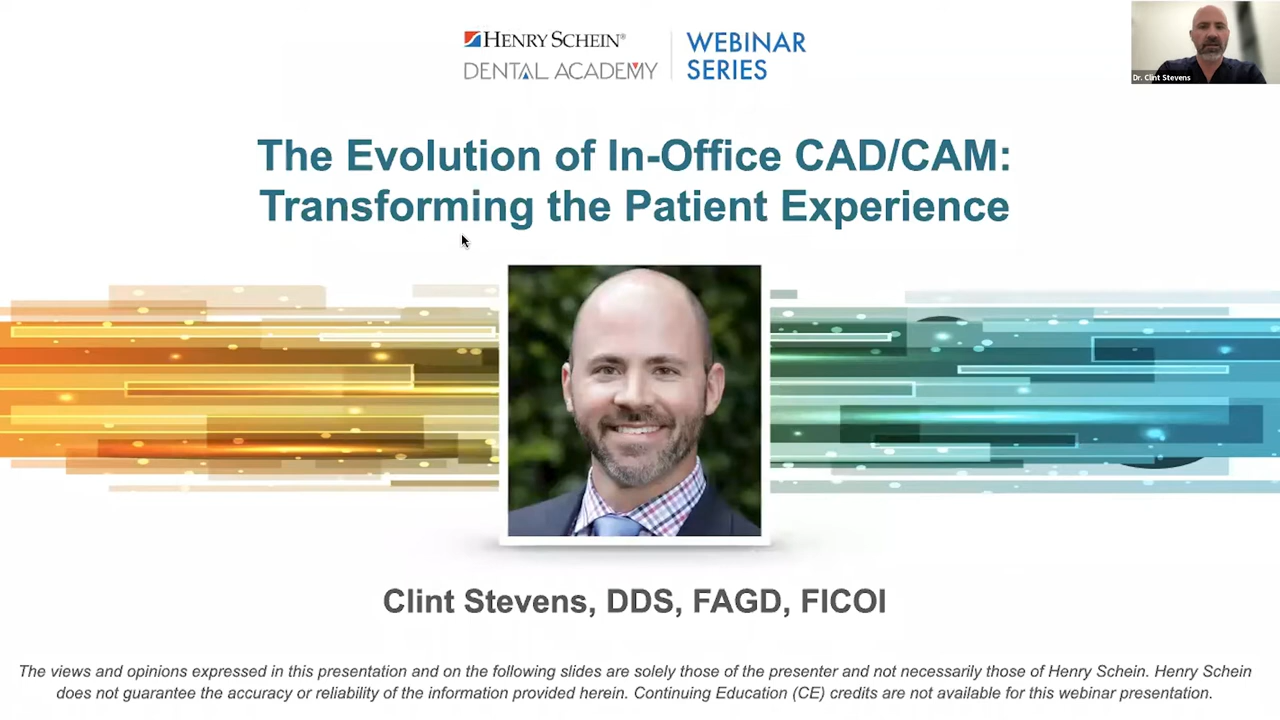 HENRY SCHEIN®
DENTAL ACADEMY
WEBINAR
SERIES
Dr. Clint Stevens
The Evolution of In-Office CAD/CAM:
Transforming the Patient Experience
Clint Stevens, DDS, FAGD, FICOI
The views and opinions expressed in this presentation and on the following slides are solely those of the presenter and not necessarily those of Henry Schein. Henry Schein
does not guarantee the accuracy or reliability of the information provided herein. Continuing Education (CE) credits are not available for this webinar presentation.